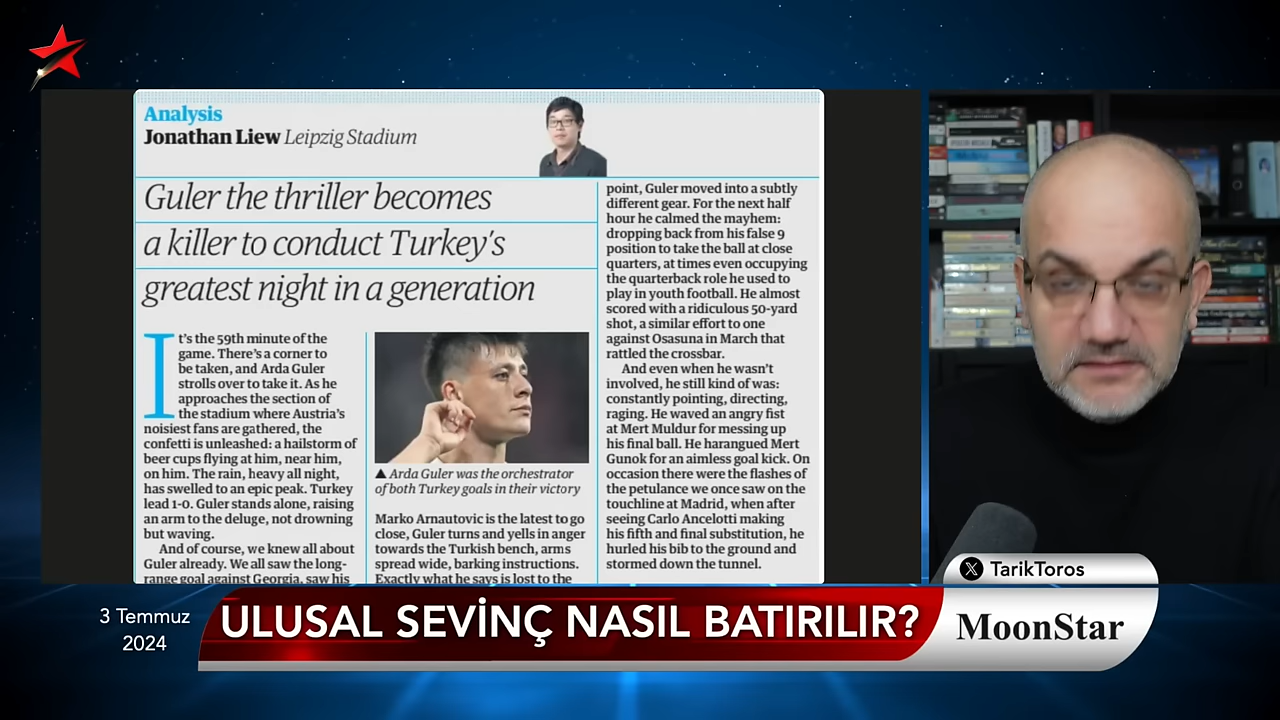 Analysis
Jonathan Liew Leipzig Stadium
Guler the thriller becomes
a killer to conduct Turkey's
greatest night in a generation
It's the 59th minute of the
game. There's a corner to
be taken, and Arda Guler
strolls over to take it. As he
approaches the section of
the stadium where Austria's
noisiest fans are gathered, the
confetti is unleashed: a hailstorm of
beer cups flying at him, near him,
on him. The rain, heavy all night,
has swelled to an epic peak. Turkey
lead 1-0. Guler stands alone, raising
an arm to the deluge, not drowning
but waving.
And of course, we knew all about
Guler already. We all saw the long-
range goal against Georgia, saw his
▲ Arda Guler was the orchestrator
of both Turkey goals in their victory
Marko Arnautovic is the latest to go
close, Guler turns and yells in anger
towards the Turkish bench, arms
spread wide, barking instructions.
Exactly what he says is lost to the
point, Guler moved into a subtly
different gear. For the next half
hour he calmed the mayhem:
dropping back from his false 9
position to take the ball at close
quarters, at times even occupying
the quarterback role he used to
play in youth football. He almost
scored with a ridiculous 50-yard
shot, a similar effort to one
against Osasuna in March that
rattled the crossbar.
And even when he wasn't
involved, he still kind of was:
constantly pointing, directing,
raging. He waved an angry fist
at Mert Muldur for messing up
his final ball. He harangued Mert
Gunok for an aimless goal kick. On
occasion there were the flashes of
the petulance we once saw on the
touchline at Madrid, when after
seeing Carlo Ancelotti making
his fifth and final substitution, he
hurled his bib to the ground and
stormed down the tunnel.
X TarikToros
3 Temmuz
2024
ULUSAL SEVİNÇ NASIL BATIRILIR?
MoonStar